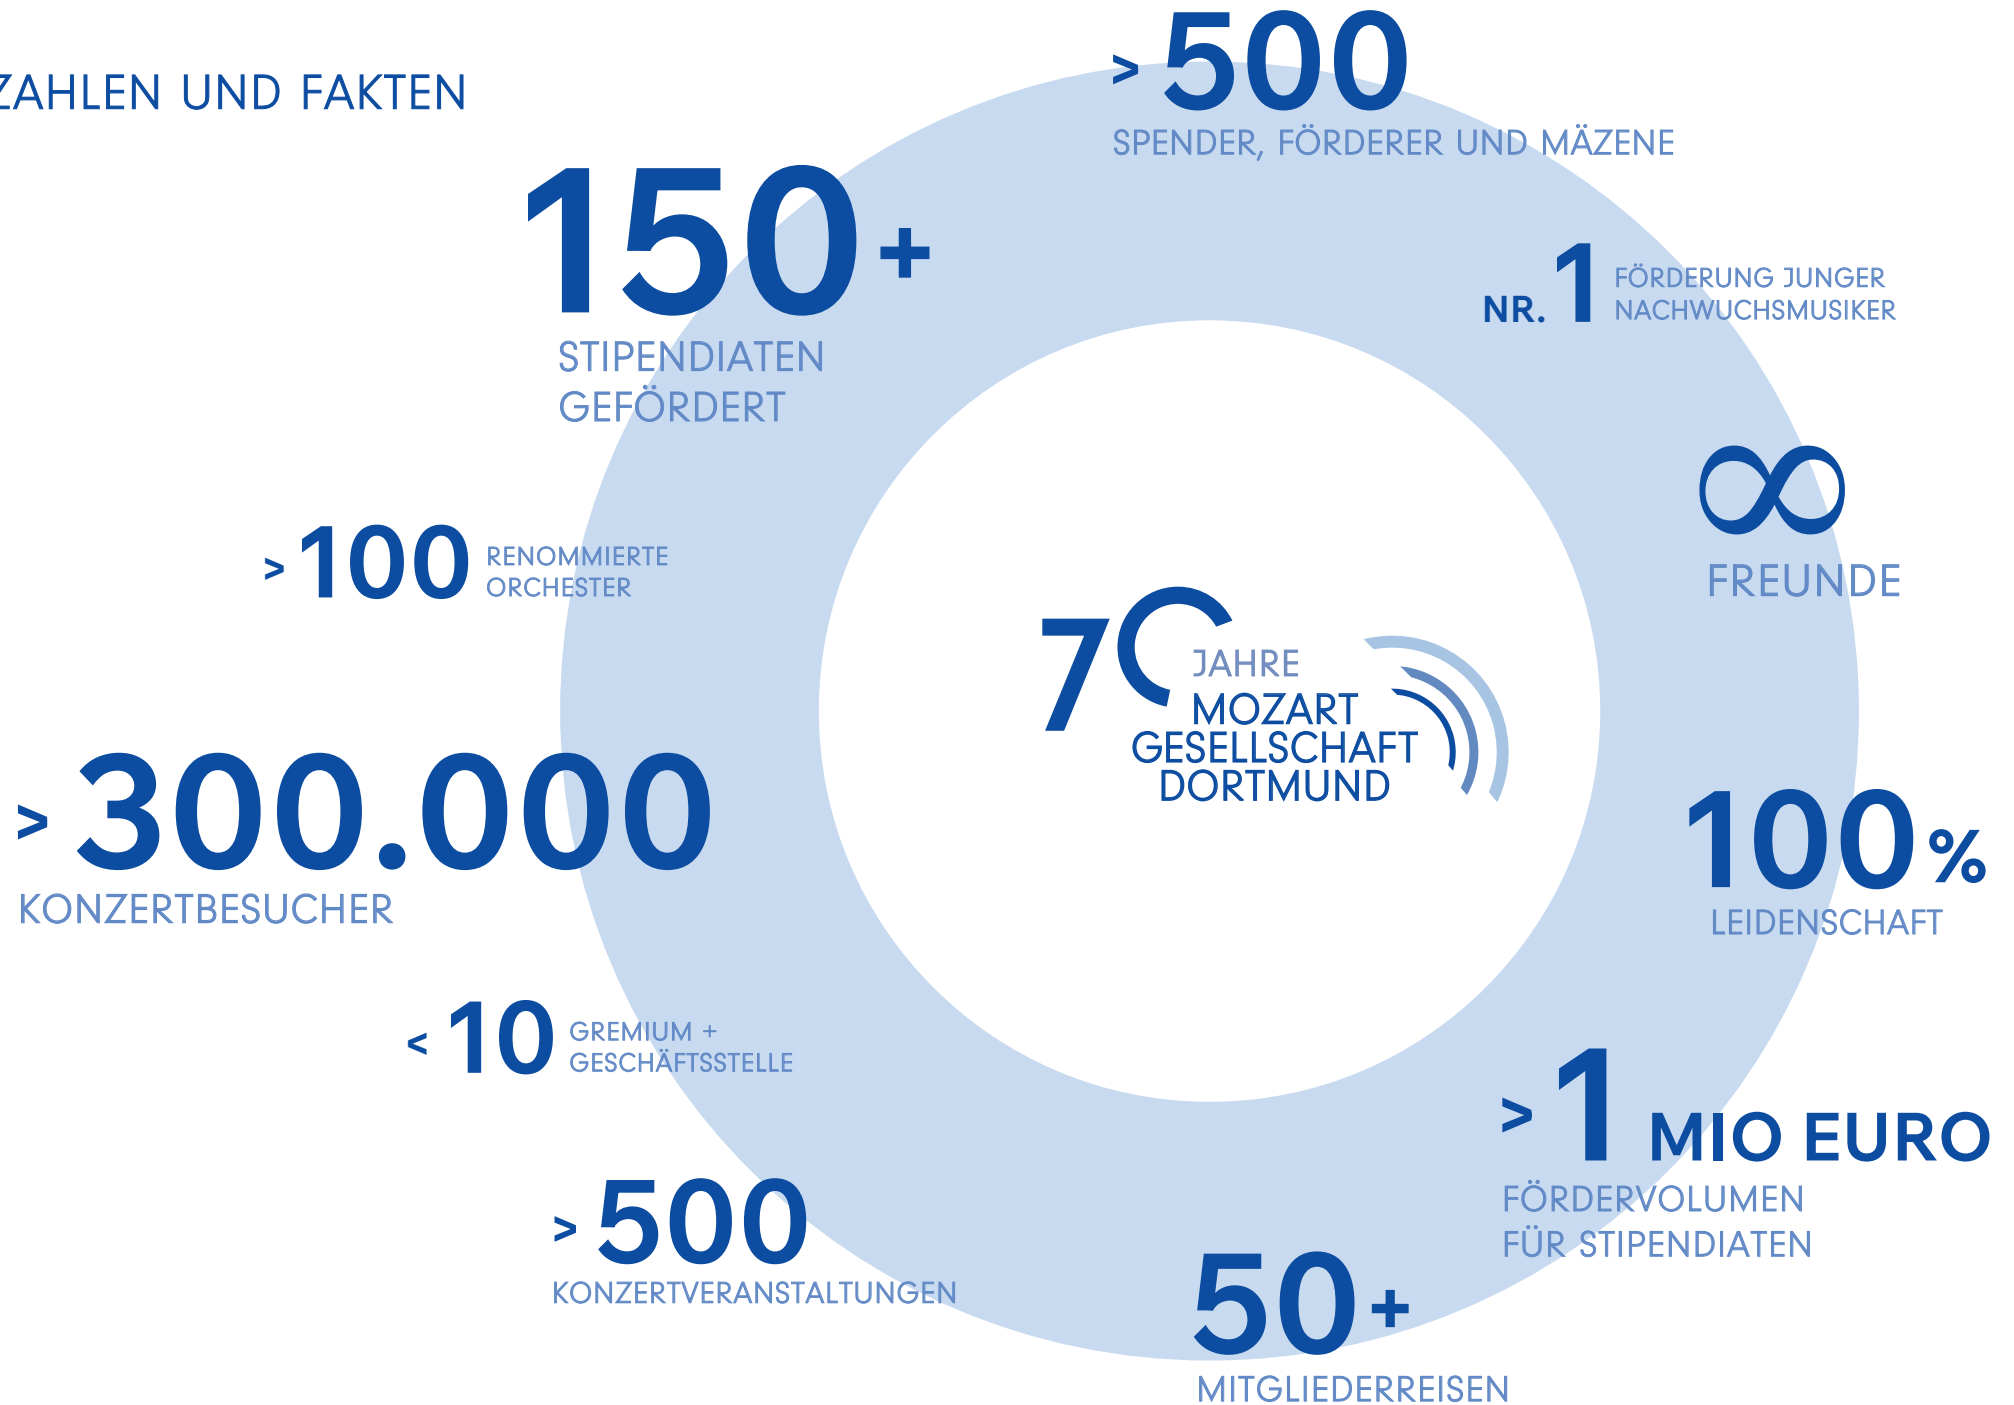 ZAHLEN UND FAKTEN
> 500
SPENDER, FÖRDERER UND MÄZENE
150+
STIPENDIATEN
GEFÖRDERT
NR. 1 FÖRDERUNG JUNGER
NACHWUCHSMUSIKER
∞
FREUNDE
> 100 RENOMMIERTE
ORCHESTER
70 JAHRE
MOZART
GESELLSCHAFT
DORTMUND
> 300.000
KONZERTBESUCHER
100%
LEIDENSCHAFT
< 10 GREMIUM +
GESCHÄFTSSTELLE
> 1 MIO EURO
FÖRDERVOLUMEN
FÜR STIPENDIATEN
> 500
KONZERTVERANSTALTUNGEN
50+
MITGLIEDERREISEN